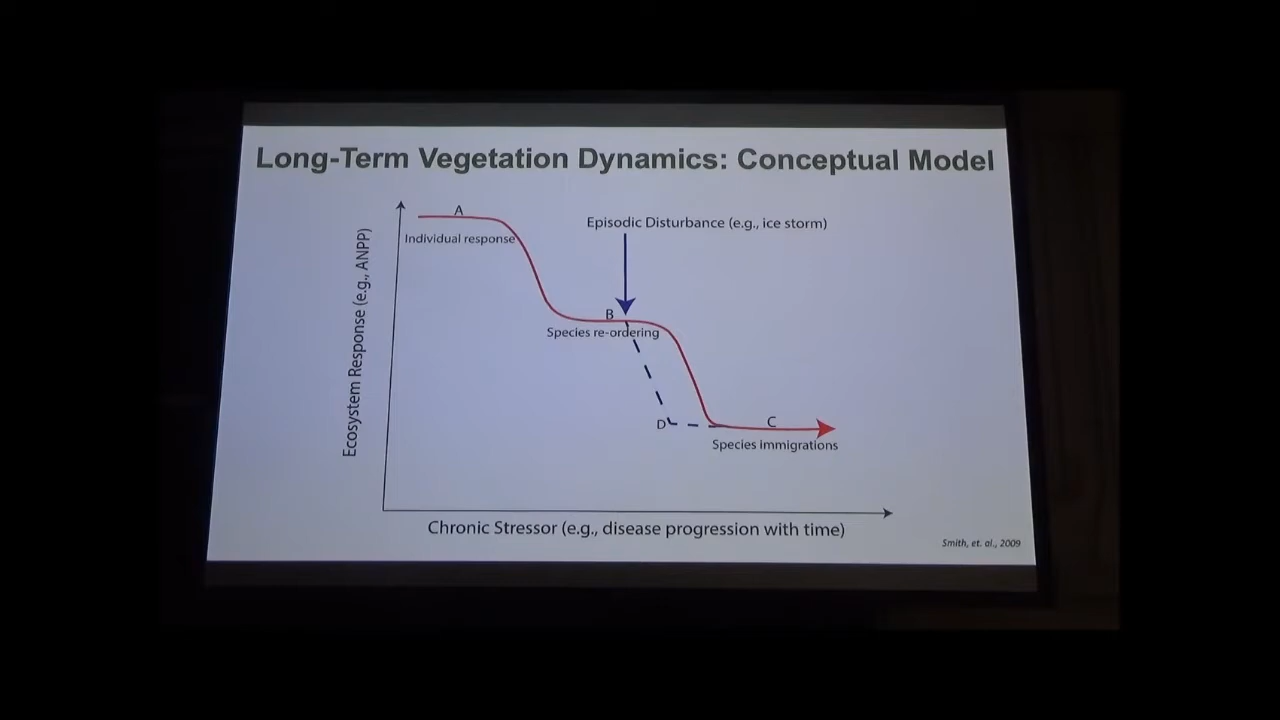 Long-Term Vegetation Dynamics: Conceptual Model
A
Individual response
Episodic Disturbance (e.g., ice storm)
B
Species re-ordering
D
C
Species immigrations
Ecosystem Response (e.g., ANPP)
Chronic Stressor (e.g., disease progression with time)
Smith, et. al., 2009